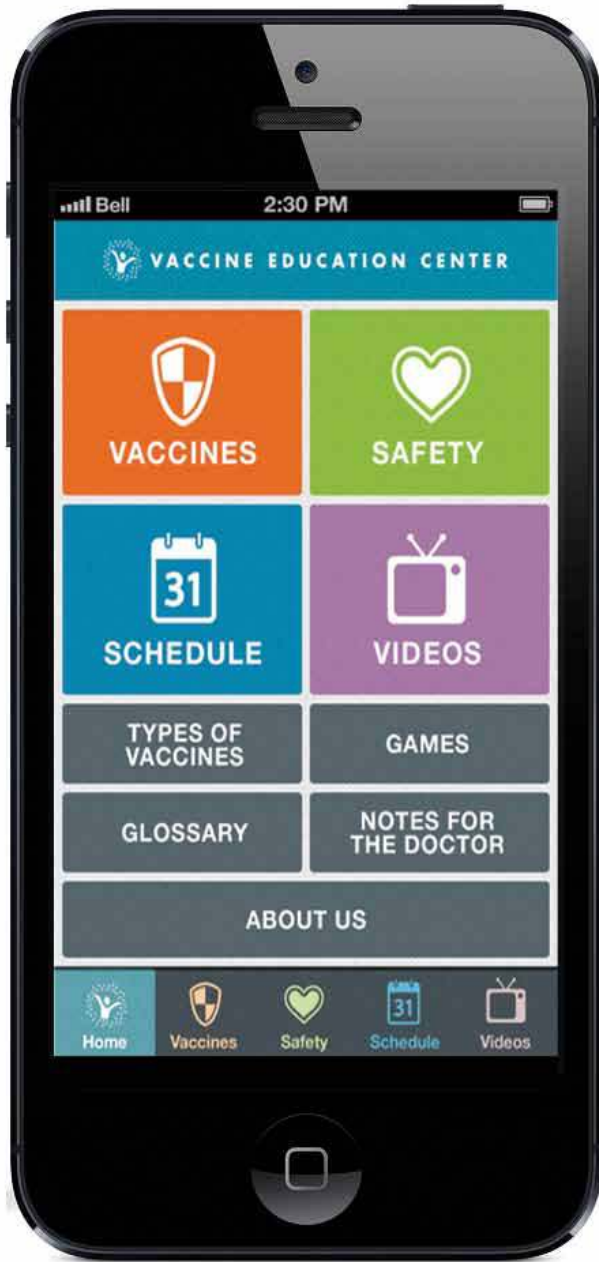 Bell 2:30 PM
VACCINE EDUCATION CENTER
VACCINES
SAFETY
31
SCHEDULE
VIDEOS
TYPES OF
VACCINES
GAMES
GLOSSARY
NOTES FOR
THE DOCTOR
ABOUT US
31
Home Vaccines Safety Schedule Videos